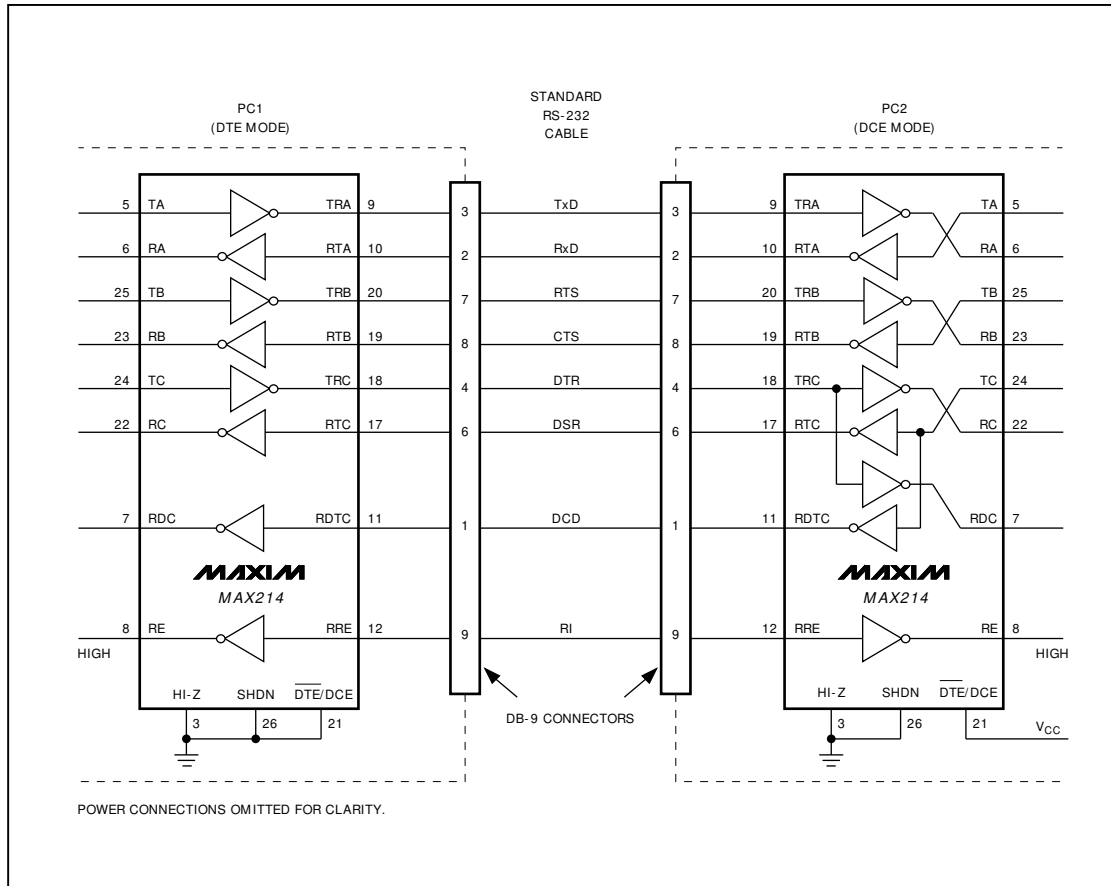 PC1
(DTE MODE)
STANDARD
RS-232
CABLE
PC2
(DCE MODE)
5 TA TRA 9 3 TxD 3 9 TRA TA 5
6 RA RTA 10 2 RxD 2 10 RTA RA 6
25 TB TRB 20 7 RTS 7 20 TRB TB 25
23 RB RTB 19 8 CTS 8 19 RTB RB 23
24 TC TRC 18 4 DTR 4 18 TRC TC 24
22 RC RTC 17 6 DSR 6 17 RTC RC 22
7 RDC RDTC 11 1 DCD 1 11 RDTC RDC 7
MAXIM
MAX214
MAXIM
MAX214
8 RE RRE 12 9 RI 9 12 RRE RE 8
HIGH
HIGH
HI-Z SHDN DTE/DCE
3 26 21
DB-9 CONNECTORS
HI-Z SHDN DTE/DCE
3 26 21
VCC
POWER CONNECTIONS OMITTED FOR CLARITY.